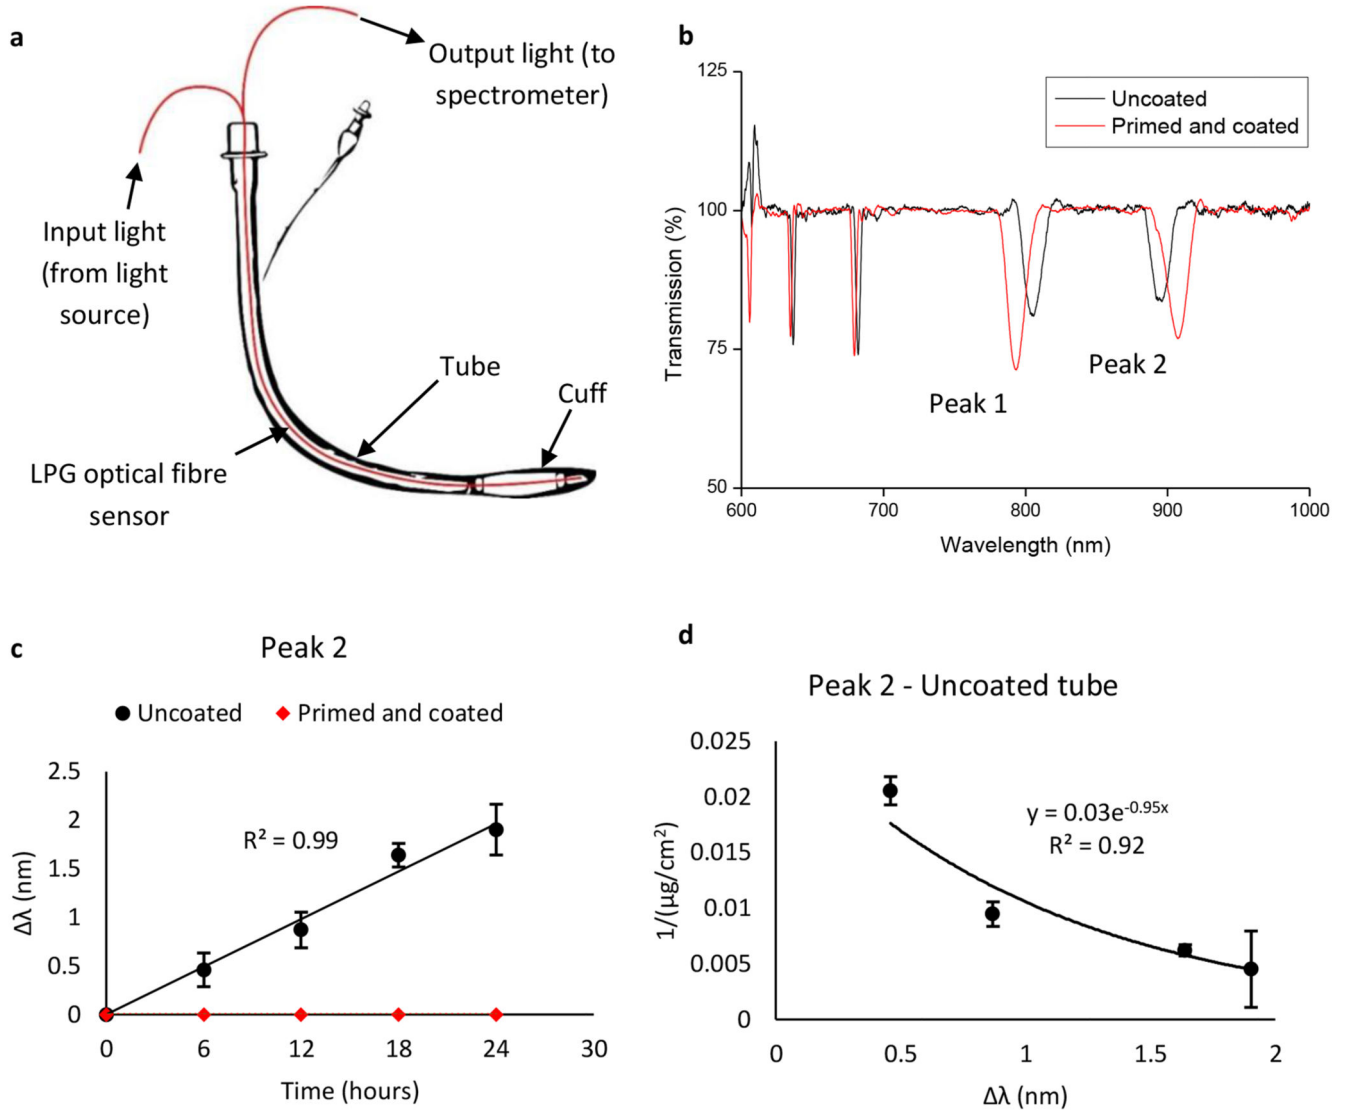 a
Output light (to
spectrometer)
Input light
(from light
source)
Tube
Cuff
LPG optical fibre
sensor
b
125
100
75
50
Transmission (%)
Uncoated
Primed and coated
Peak 1
Peak 2
600
700
800
900
1000
Wavelength (nm)
c
Peak 2
Uncoated
Primed and coated
2.5
2
1.5
1
0.5
0
Δλ (nm)
R² = 0.99
0
6
12
18
24
30
Time (hours)
d
Peak 2 - Uncoated tube
0.025
0.02
0.015
0.01
0.005
0
1/(µg/cm²)
y = 0.03e^-0.95x
R² = 0.92
0
0.5
1
1.5
2
Δλ (nm)